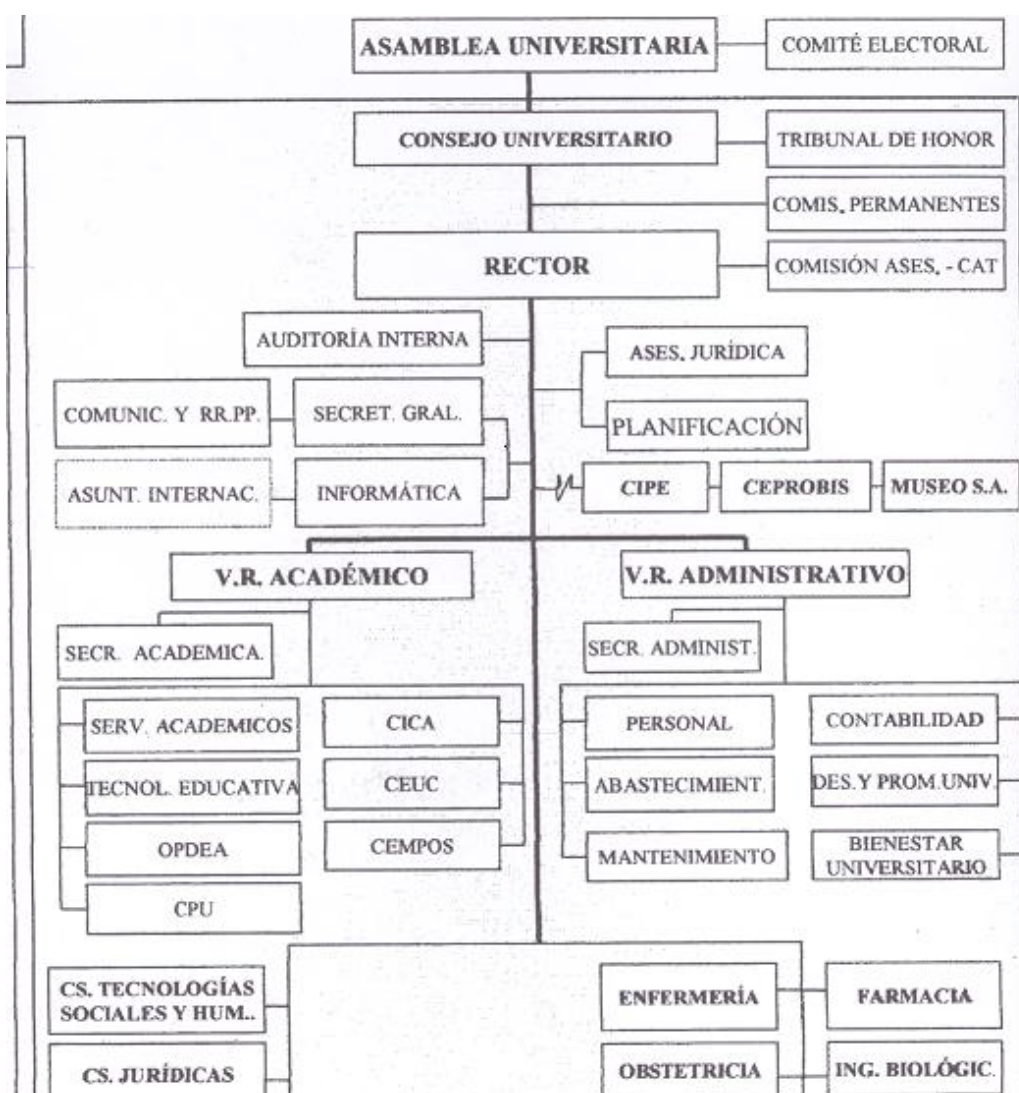 ASAMBLEA UNIVERSITARIA
COMITÉ ELECTORAL
CONSEJO UNIVERSITARIO
TRIBUNAL DE HONOR
COMIS. PERMANENTES
RECTOR
COMISIÓN ASES. - CAT
AUDITORÍA INTERNA
ASES. JURÍDICA
COMUNIC. Y RR.PP.
SECRET. GRAL.
PLANIFICACIÓN
ASUNT. INTERNAC.
INFORMÁTICA
CIPE
CEPROBIS
MUSEO S.A.
V.R. ACADÉMICO
V.R. ADMINISTRATIVO
SECR. ACADEMICA.
SECR. ADMINIST.
SERV. ACADEMICOS
CICA
PERSONAL
CONTABILIDAD
TECNOL. EDUCATIVA
CEUC
ABASTECIMIENT.
DES.Y PROM.UNIV.
OPDEA
CEMPOS
MANTENIMIENTO
BIENESTAR
UNIVERSITARIO
CPU
CS. TECNOLOGÍAS
SOCIALES Y HUM..
ENFERMERÍA
FARMACIA
CS. JURÍDICAS
OBSTETRICIA
ING. BIOLÓGIC.